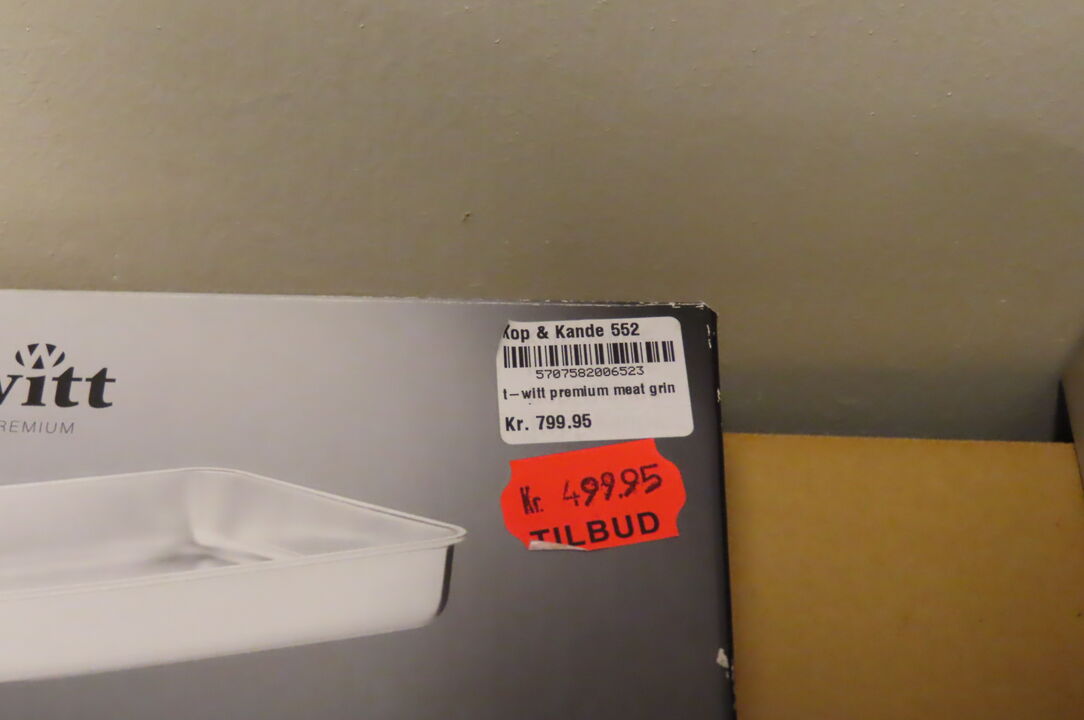 witt
PREMIUM
Kop & Kande 552
5707582006523
t-witt premium meat grin
Kr. 799.95
Kr. 499.95
TILBUD